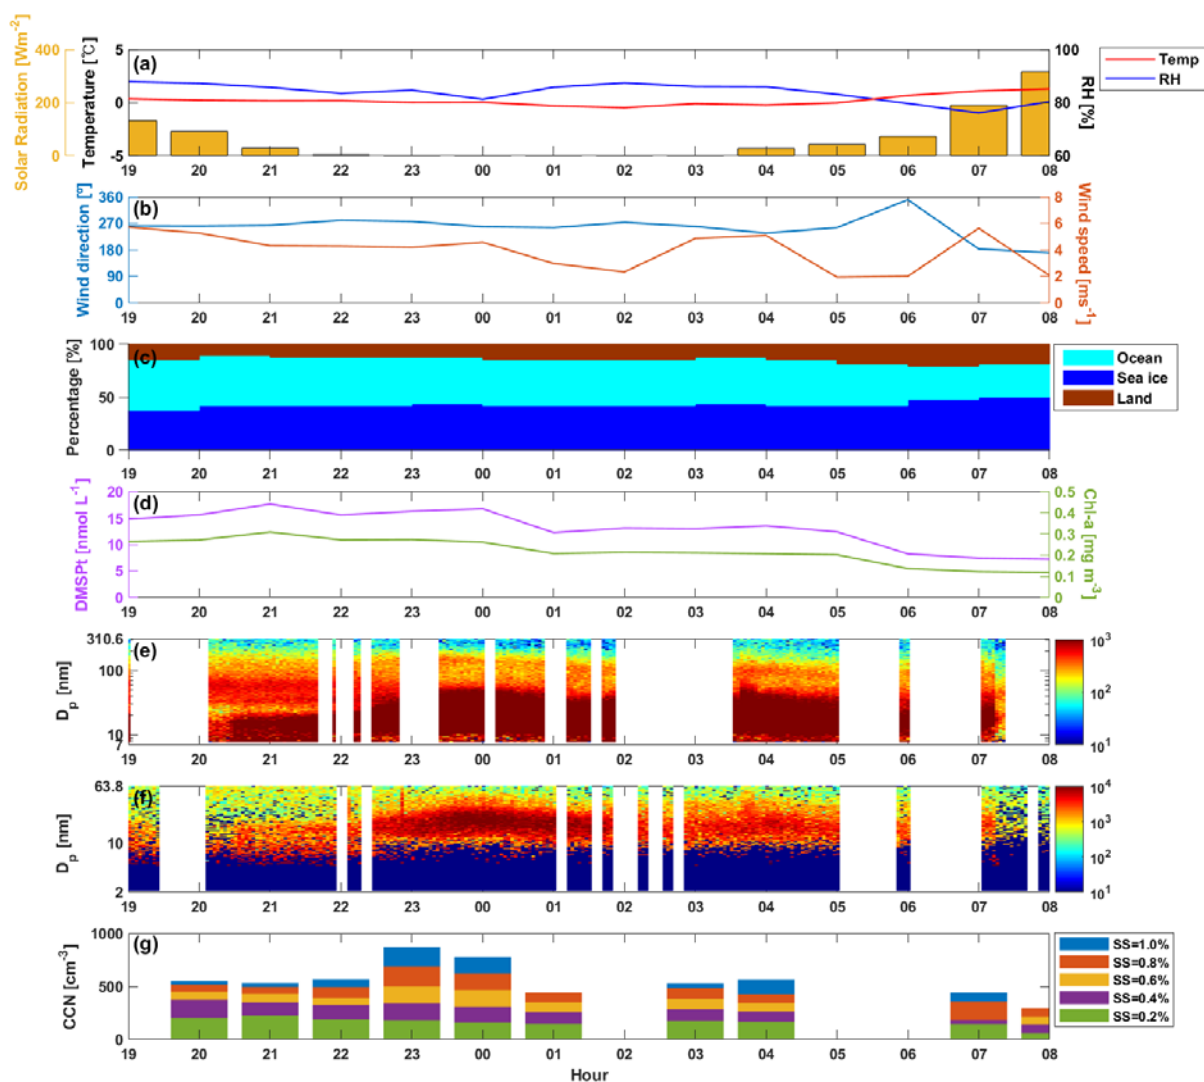 Solar Radiation [Wm-2]
400
200
0
Temperature [℃]
5
0
-5
(a)
100
80
60
RH [%]
Temp
RH
19 20 21 22 23 00 01 02 03 04 05 06 07 08
Wind direction [°]
360
270
180
90
0
(b)
8
6
4
2
0
Wind speed [ms-1]
19 20 21 22 23 00 01 02 03 04 05 06 07 08
Percentage [%]
100
50
0
(c)
Ocean
Sea ice
Land
19 20 21 22 23 00 01 02 03 04 05 06 07 08
DMSPt [nmol L-1]
20
15
10
5
0
(d)
0.5
0.4
0.3
0.2
0.1
0
Chl-a [mg m-3]
19 20 21 22 23 00 01 02 03 04 05 06 07 08
Dp [nm]
310.6
100
10
7
(e)
103
102
101
19 20 21 22 23 00 01 02 03 04 05 06 07 08
Dp [nm]
63.8
10
2
(f)
104
103
102
101
19 20 21 22 23 00 01 02 03 04 05 06 07 08
CCN [cm-3]
1000
500
0
(g)
SS=1.0%
SS=0.8%
SS=0.6%
SS=0.4%
SS=0.2%
19 20 21 22 23 00 01 02 03 04 05 06 07 08
Hour